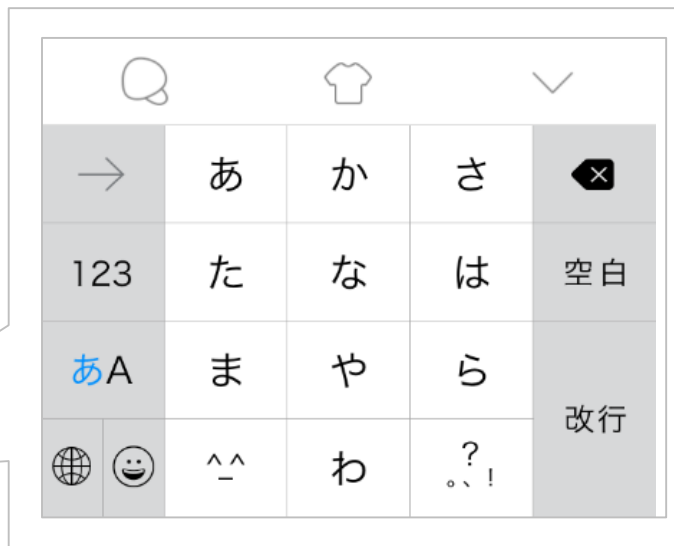 あ か さ
123 た な は 空白
あA ま や ら
改行
^_^ わ ?
。、!